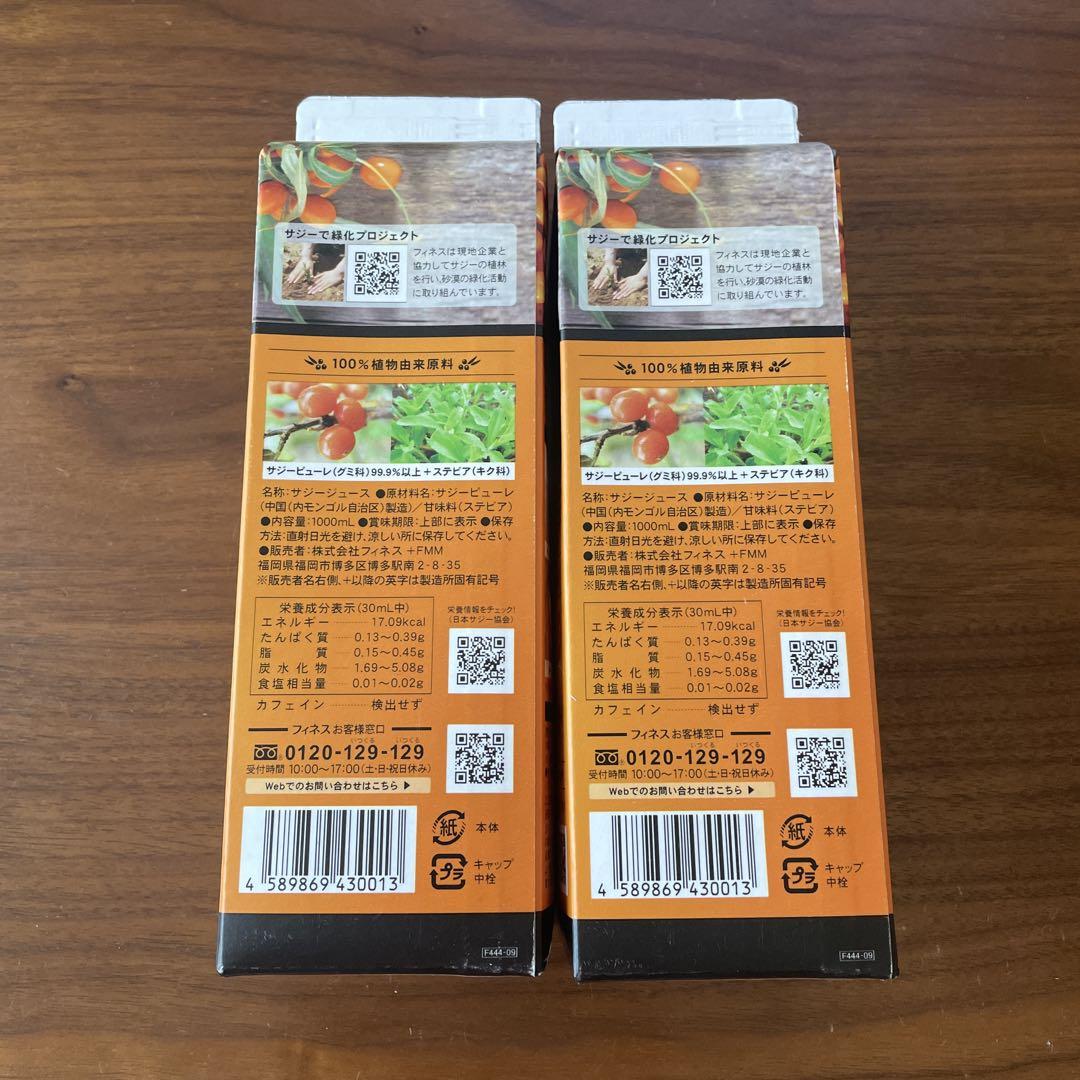 サジーで緑化プロジェクト
フィネスは現地企業と
協力してサジーの植林
を行い、砂漠の緑化活動
に取り組んでいます。
100%植物由来原料
サジーピューレ(グミ科)99.9%以上+ステビア(キク科)
名称:サジージュース ●原材料名:サジーピューレ
(中国(内モンゴル自治区)製造)/甘味料(ステビア)
●内容量:1000mL ●賞味期限:上部に表示 ●保存
方法:直射日光を避け、涼しい所に保存してください。
●販売者:株式会社フィネス +FMM
福岡県福岡市博多区博多駅南2-8-35
※販売者名右側、+以降の英字は製造所固有記号
栄養成分表示(30mL中)
エネルギー 17.09kcal
たんぱく質 0.13〜0.39g
脂質 0.15〜0.45g
炭水化物 1.69〜5.08g
食塩相当量 0.01〜0.02g
カフェイン 検出せず
栄養情報をチェック!
(日本サジー協会)
フィネスお客様窓口
いつくる いつくる
0120-129-129
受付時間 10:00〜17:00(土・日・祝日休み)
Webでのお問い合わせはこちら▶
4 589869 430013
紙 本体
プラ キャップ
中栓
F444-09
サジーで緑化プロジェクト
フィネスは現地企業と
協力してサジーの植林
を行い、砂漠の緑化活動
に取り組んでいます。
100%植物由来原料
サジーピューレ(グミ科)99.9%以上+ステビア(キク科)
名称:サジージュース ●原材料名:サジーピューレ
(中国(内モンゴル自治区)製造)/甘味料(ステビア)
●内容量:1000mL ●賞味期限:上部に表示 ●保存
方法:直射日光を避け、涼しい所に保存してください。
●販売者:株式会社フィネス +FMM
福岡県福岡市博多区博多駅南2-8-35
※販売者名右側、+以降の英字は製造所固有記号
栄養成分表示(30mL中)
エネルギー 17.09kcal
たんぱく質 0.13〜0.39g
脂質 0.15〜0.45g
炭水化物 1.69〜5.08g
食塩相当量 0.01〜0.02g
カフェイン 検出せず
栄養情報をチェック!
(日本サジー協会)
フィネスお客様窓口
いつくる いつくる
0120-129-129
受付時間 10:00〜17:00(土・日・祝日休み)
Webでのお問い合わせはこちら▶
4 589869 430013
紙 本体
プラ キャップ
中栓
F444-09